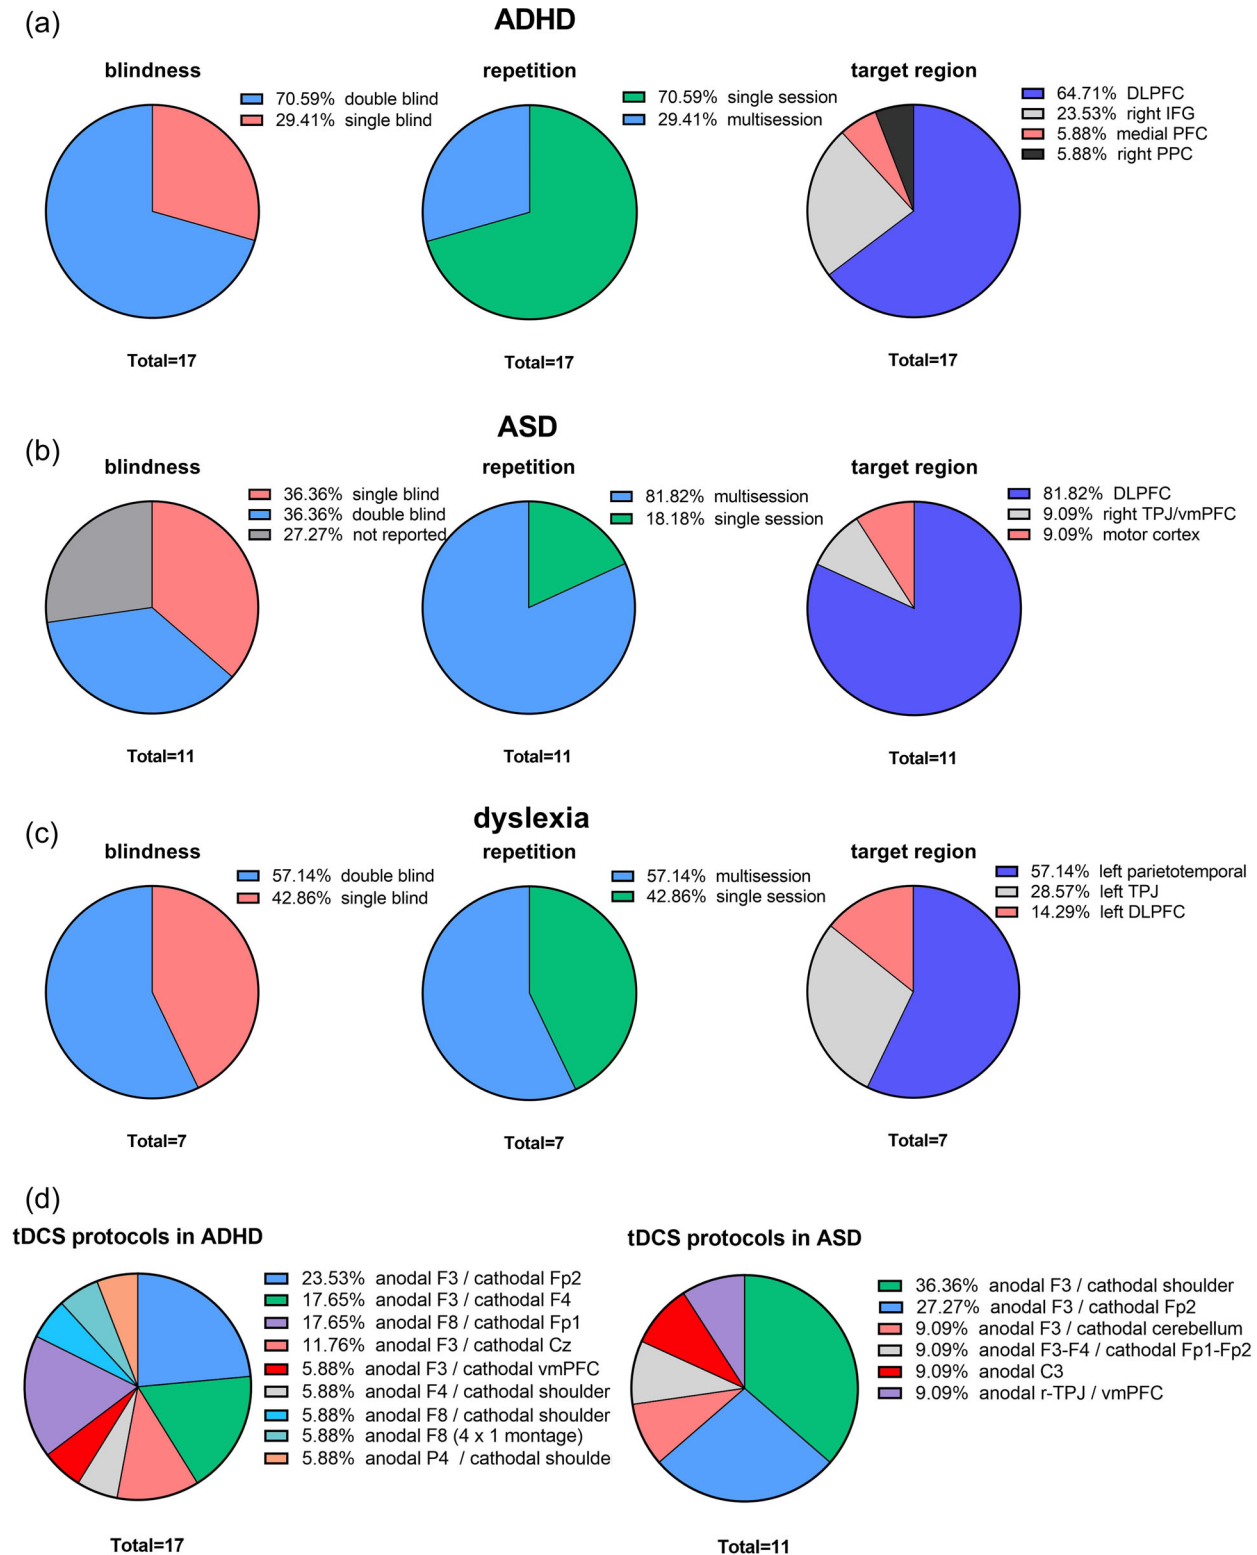 (a)
ADHD
blindness
70.59% double blind
29.41% single blind
Total=17
repetition
70.59% single session
29.41% multisession
Total=17
target region
64.71% DLPFC
23.53% right IFG
5.88% medial PFC
5.88% right PPC
Total=17
(b)
ASD
blindness
36.36% single blind
36.36% double blind
27.27% not reported
Total=11
repetition
81.82% multisession
18.18% single session
Total=11
target region
81.82% DLPFC
9.09% right TPJ/vmPFC
9.09% motor cortex
Total=11
(c)
dyslexia
blindness
57.14% double blind
42.86% single blind
Total=7
repetition
57.14% multisession
42.86% single session
Total=7
target region
57.14% left parietotemporal
28.57% left TPJ
14.29% left DLPFC
Total=7
(d)
tDCS protocols in ADHD
23.53% anodal F3 / cathodal Fp2
17.65% anodal F3 / cathodal F4
17.65% anodal F8 / cathodal Fp1
11.76% anodal F3 / cathodal Cz
5.88% anodal F3 / cathodal vmPFC
5.88% anodal F4 / cathodal shoulder
5.88% anodal F8 / cathodal shoulder
5.88% anodal F8 (4 x 1 montage)
5.88% anodal P4 / cathodal shoulde
Total=17
tDCS protocols in ASD
36.36% anodal F3 / cathodal shoulder
27.27% anodal F3 / cathodal Fp2
9.09% anodal F3 / cathodal cerebellum
9.09% anodal F3-F4 / cathodal Fp1-Fp2
9.09% anodal C3
9.09% anodal r-TPJ / vmPFC
Total=11